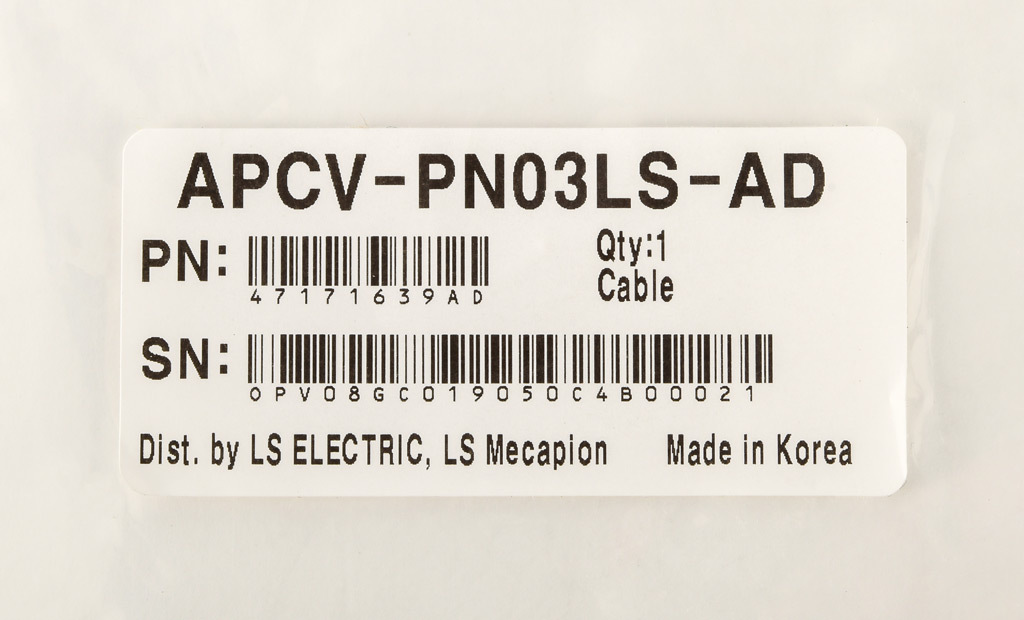 APCV-PN03LS-AD
PN:
47171639AD
Qty:1
Cable
SN:
0PV08GC019050C4B00021
Dist. by LS ELECTRIC, LS Mecapion Made in Korea